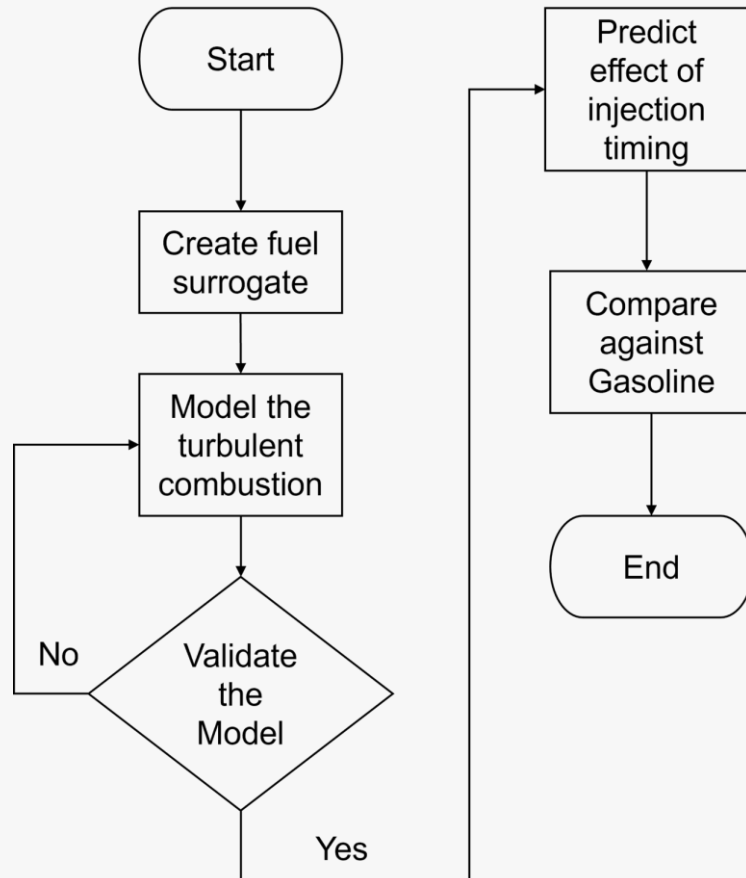 Start
Create fuel
surrogate
Model the
turbulent
combustion
No
Validate
the
Model
Yes
Predict
effect of
injection
timing
Compare
against
Gasoline
End